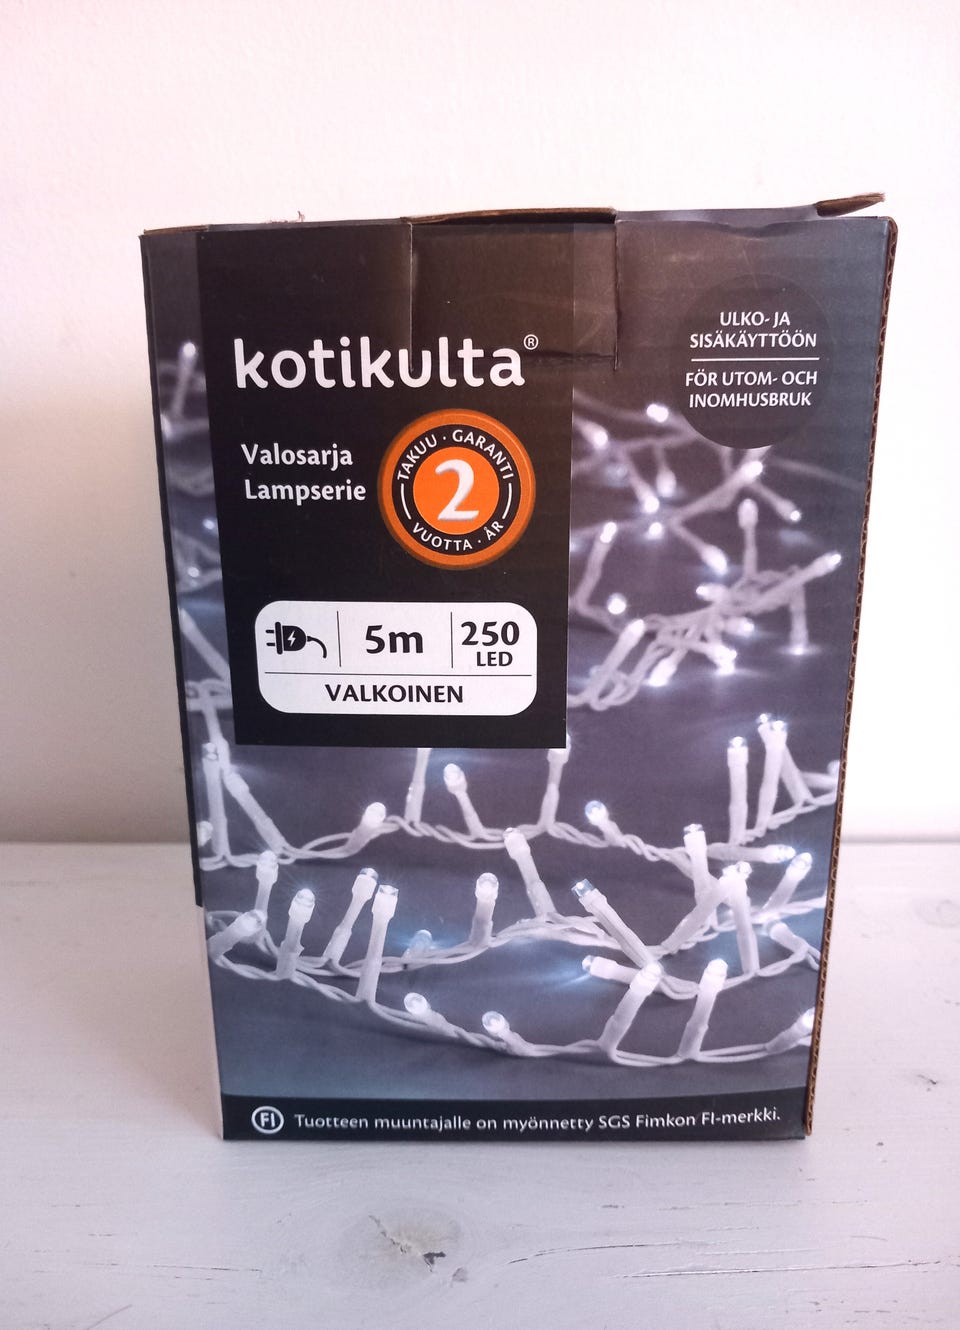 kotikulta®
ULKO- JA
SISÄKÄYTTÖÖN
FÖR UTOM- OCH
INOMHUSBRUK
Valosarja
Lampserie
TAKUU · GARANTI
2
VUOTTA · ÅR
5m
250
LED
VALKOINEN
FI Tuotteen muuntajalle on myönnetty SGS Fimkon FI-merkki.